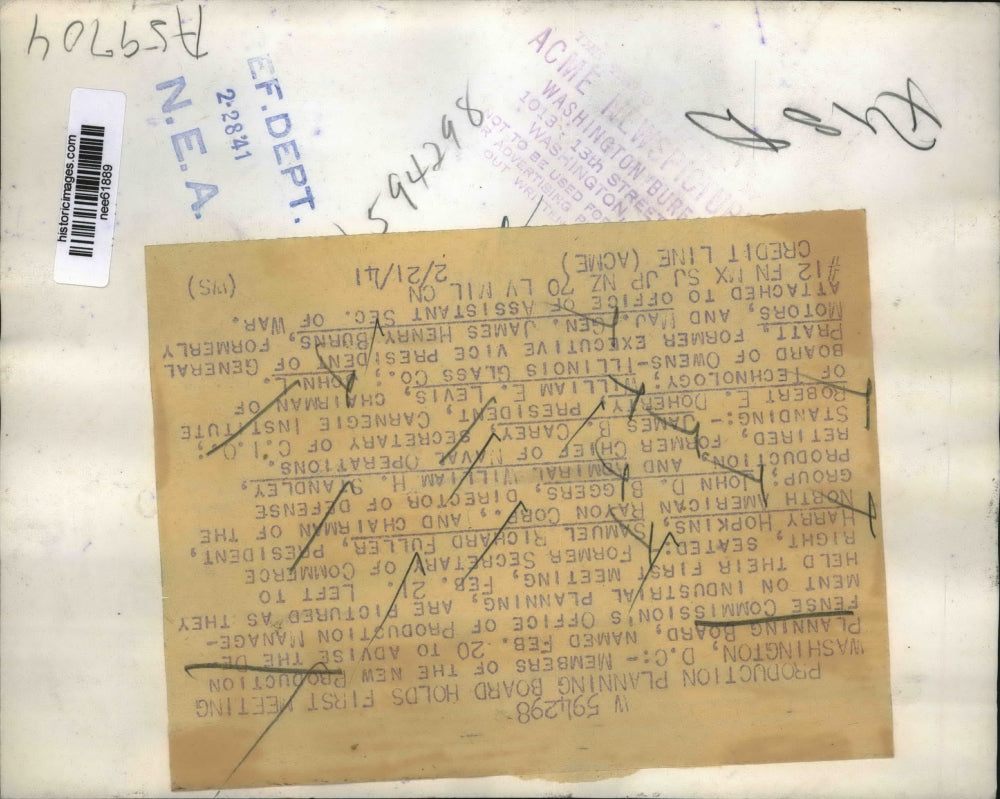 A59704
EF. DEPT.
2·28'41
N. E. A.
historicimages.com
nee61889
594298
ACME NEWSPICTURES
WASHINGTON BUREAU
1013 - 13th STREET
WASHINGTON
NOT TO BE USED FOR
ADVERTISING
W 594298
PRODUCTION PLANNING BOARD HOLDS FIRST MEETING
WASHINGTON, D.C:- MEMBERS OF THE NEW PRODUCTION
PLANNING BOARD, NAMED FEB. 20 TO ADVISE THE DE-
FENSE COMMISSION'S OFFICE OF PRODUCTION MANAGE-
MENT ON INDUSTRIAL PLANNING, ARE PICTURED AS THEY
HELD THEIR FIRST MEETING, FEB. 21. LEFT TO
RIGHT, SEATED: FORMER SECRETARY OF COMMERCE
HARRY HOPKINS, SAMUEL RICHARD FULLER, PRESIDENT,
NORTH AMERICAN RAYON CORP., AND CHAIRMAN OF THE
GROUP; JOHN D. BIGGERS, DIRECTOR OF DEFENSE
PRODUCTION, AND ADMIRAL WILLIAM H. STANDLEY,
RETIRED, FORMER CHIEF OF NAVAL OPERATIONS.
STANDING:- JAMES B. CAREY, SECRETARY OF C.I.O.;
ROBERT E. DOHERTY, PRESIDENT, CARNEGIE INSTITUTE
OF TECHNOLOGY, WILLIAM E. LEVIS, CHAIRMAN OF
BOARD OF OWENS-ILLINOIS GLASS CO.; JOHN L.
PRATT, FORMER EXECUTIVE VICE PRESIDENT OF GENERAL
MOTORS, AND MAJ. GEN. JAMES HENRY BURNS, FORMERLY
ATTACHED TO OFFICE OF ASSISTANT SEC. OF WAR.
#12 FN MX SJ JP NZ 70 LV MIL CN
CREDIT LINE (ACME) 2/21/41 (WS)